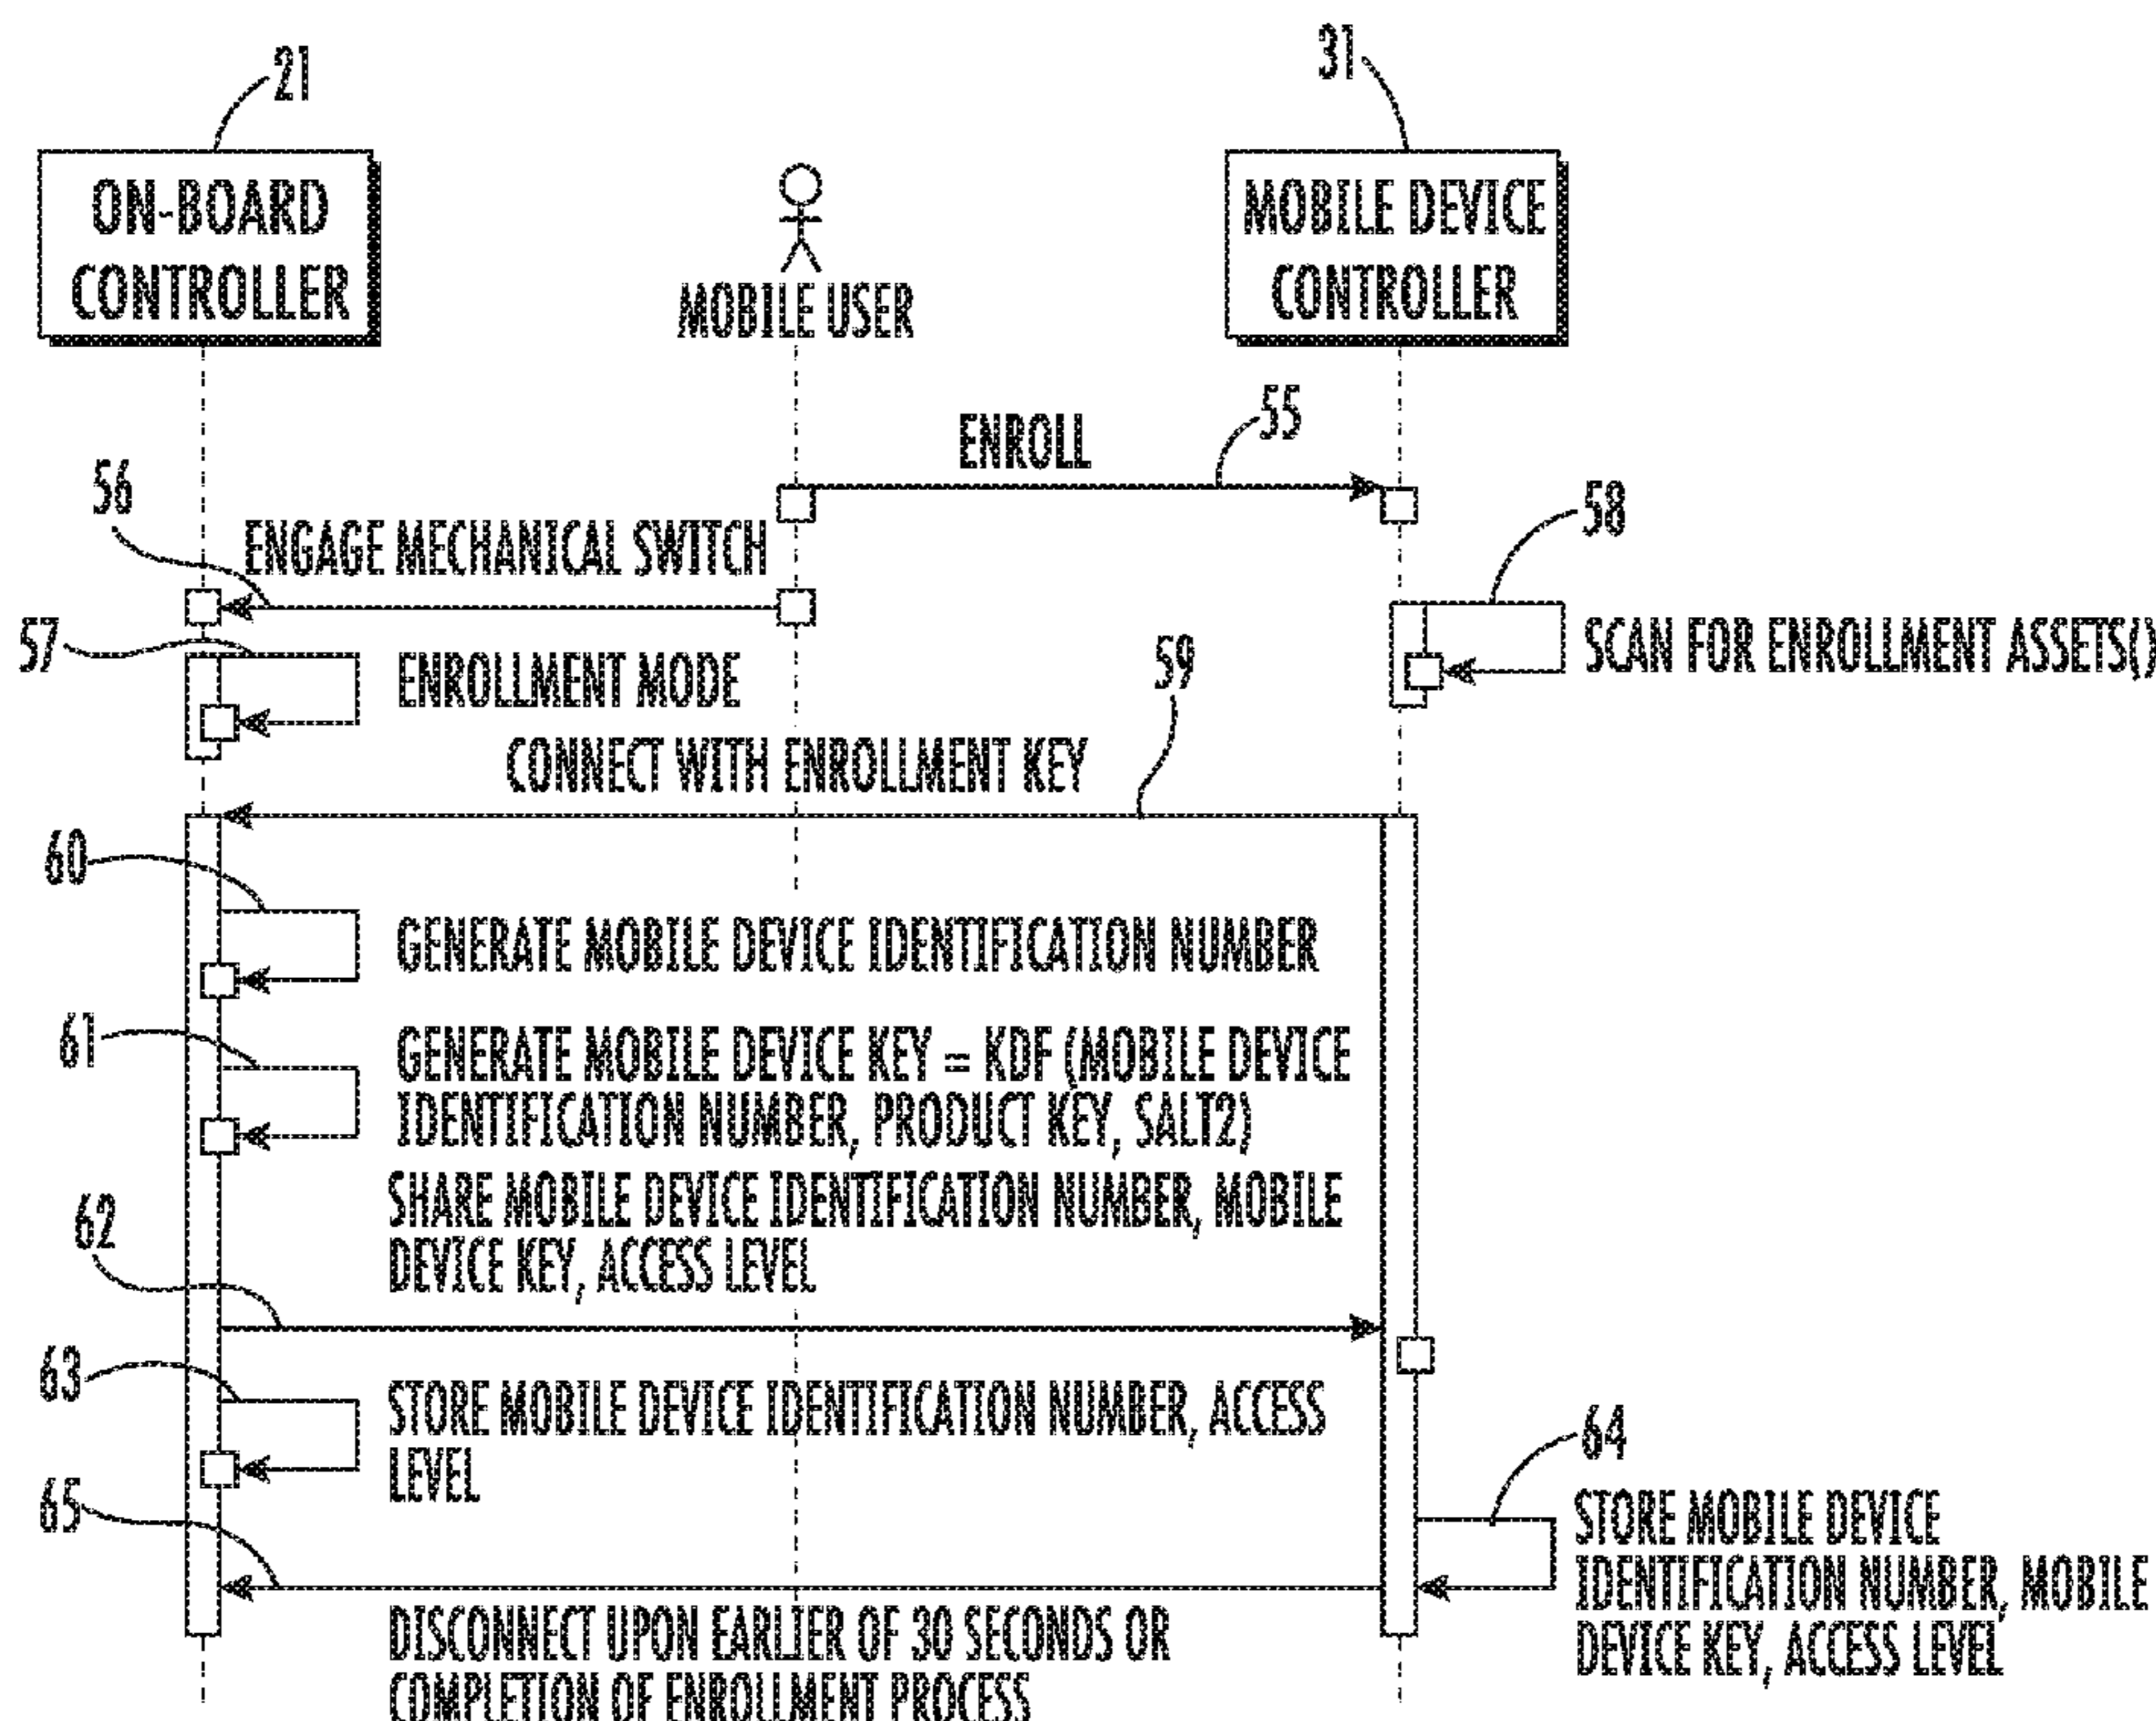 21
31
ON-BOARD
CONTROLLER
MOBILE USER
MOBILE DEVICE
CONTROLLER
ENROLL
55
56
ENGAGE MECHANICAL SWITCH
58
57
ENROLLMENT MODE
59
SCAN FOR ENROLLMENT ASSETS()
CONNECT WITH ENROLLMENT KEY
60
GENERATE MOBILE DEVICE IDENTIFICATION NUMBER
61
GENERATE MOBILE DEVICE KEY = KDF (MOBILE DEVICE
IDENTIFICATION NUMBER, PRODUCT KEY, SALT2)
SHARE MOBILE DEVICE IDENTIFICATION NUMBER, MOBILE
DEVICE KEY, ACCESS LEVEL
62
63
STORE MOBILE DEVICE IDENTIFICATION NUMBER, ACCESS
LEVEL
64
65
STORE MOBILE DEVICE
IDENTIFICATION NUMBER, MOBILE
DEVICE KEY, ACCESS LEVEL
DISCONNECT UPON EARLIER OF 30 SECONDS OR
COMPLETION OF ENROLLMENT PROCESS